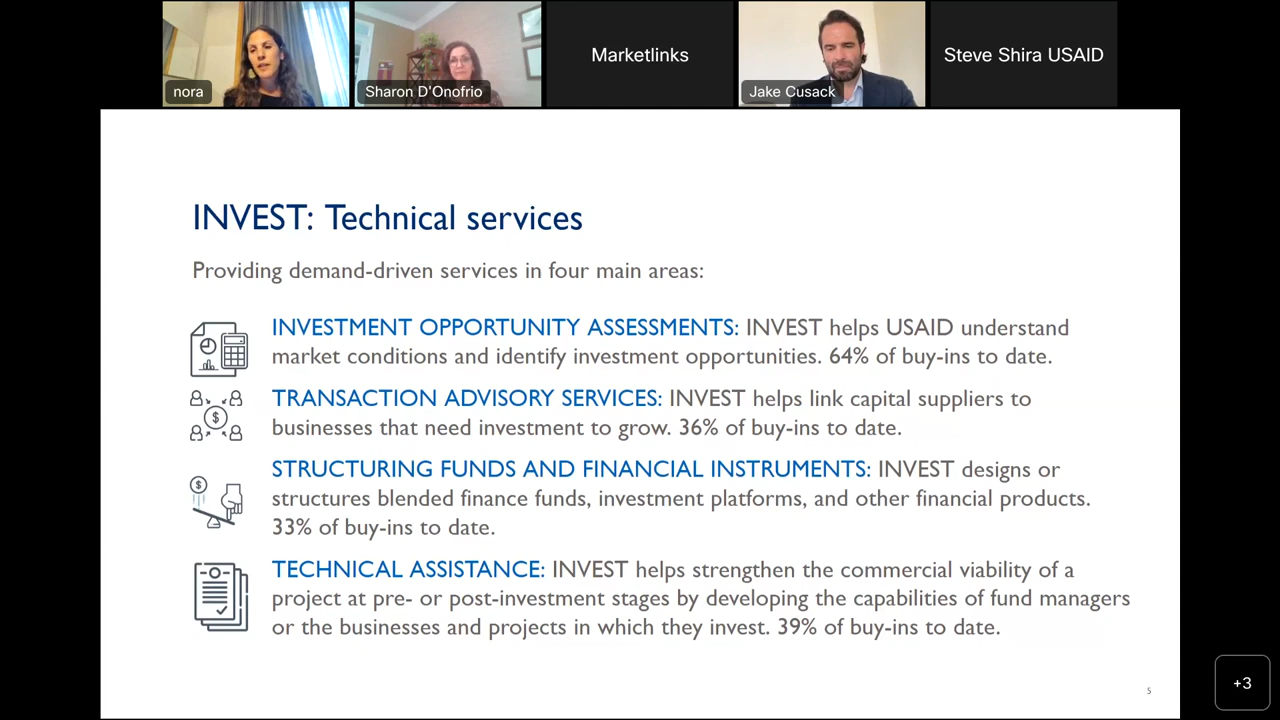 nora
Sharon D'Onofrio
Marketlinks
Jake Cusack
Steve Shira USAID
INVEST: Technical services
Providing demand-driven services in four main areas:
INVESTMENT OPPORTUNITY ASSESSMENTS: INVEST helps USAID understand
market conditions and identify investment opportunities. 64% of buy-ins to date.
TRANSACTION ADVISORY SERVICES: INVEST helps link capital suppliers to
businesses that need investment to grow. 36% of buy-ins to date.
STRUCTURING FUNDS AND FINANCIAL INSTRUMENTS: INVEST designs or
structures blended finance funds, investment platforms, and other financial products.
33% of buy-ins to date.
TECHNICAL ASSISTANCE: INVEST helps strengthen the commercial viability of a
project at pre- or post-investment stages by developing the capabilities of fund managers
or the businesses and projects in which they invest. 39% of buy-ins to date.
5
+3